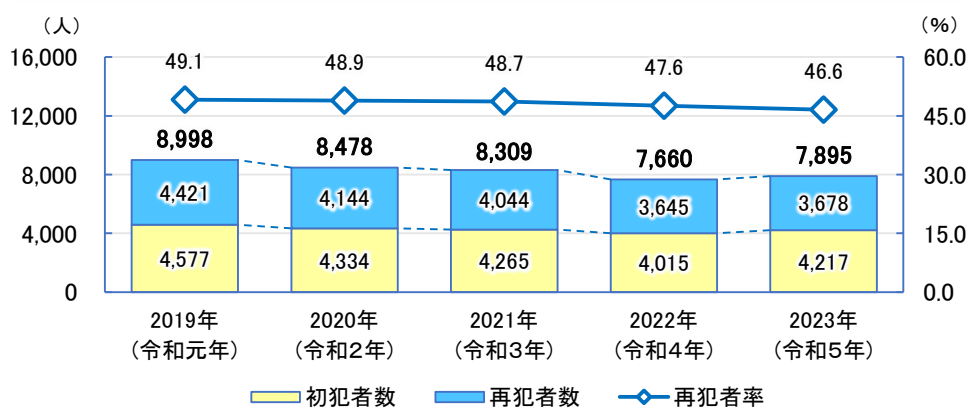 （人）
（%）
16,000
12,000
8,000
4,000
0
60.0
45.0
30.0
15.0
0.0
49.1
48.9
48.7
47.6
46.6
8,998
8,478
8,309
7,660
7,895
4,421
4,144
4,044
3,645
3,678
4,577
4,334
4,265
4,015
4,217
2019年
（令和元年）
2020年
（令和２年）
2021年
（令和３年）
2022年
（令和４年）
2023年
（令和５年）
初犯者数
再犯者数
再犯者率